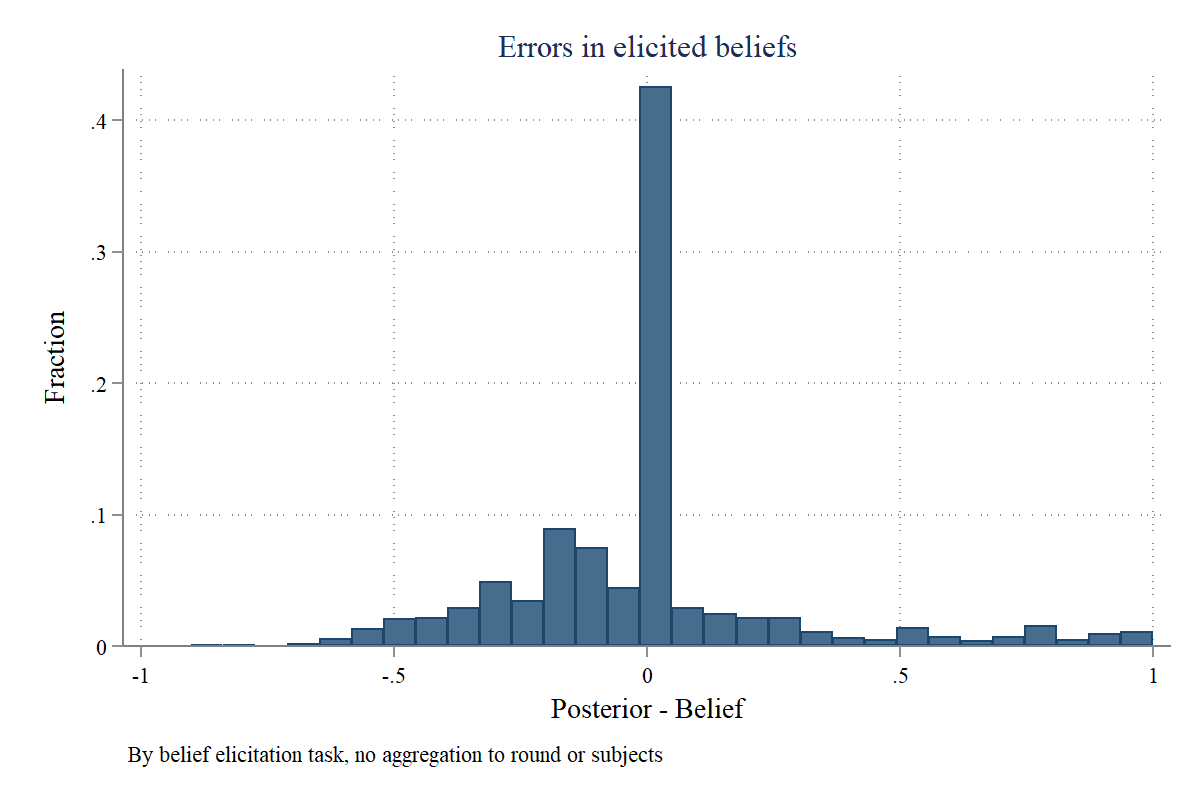 Errors in elicited beliefs
Fraction
.4
.3
.2
.1
0
-1 -.5 0 .5 1
Posterior - Belief
By belief elicitation task, no aggregation to round or subjects